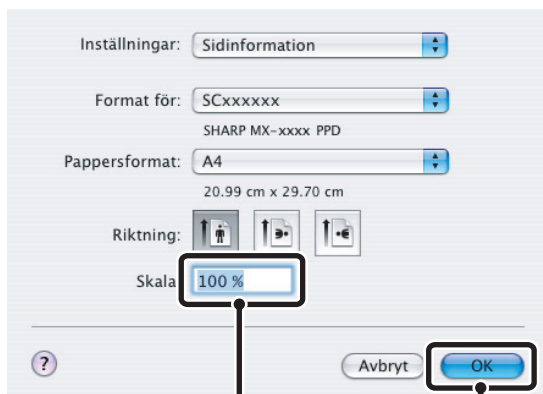 Inställningar: Sidinformation
Format för: SCxxxxxx
SHARP MX-xxxx PPD
Pappersformat: A4
20.99 cm x 29.70 cm
Riktning:
Skala 100 %
? Avbryt OK